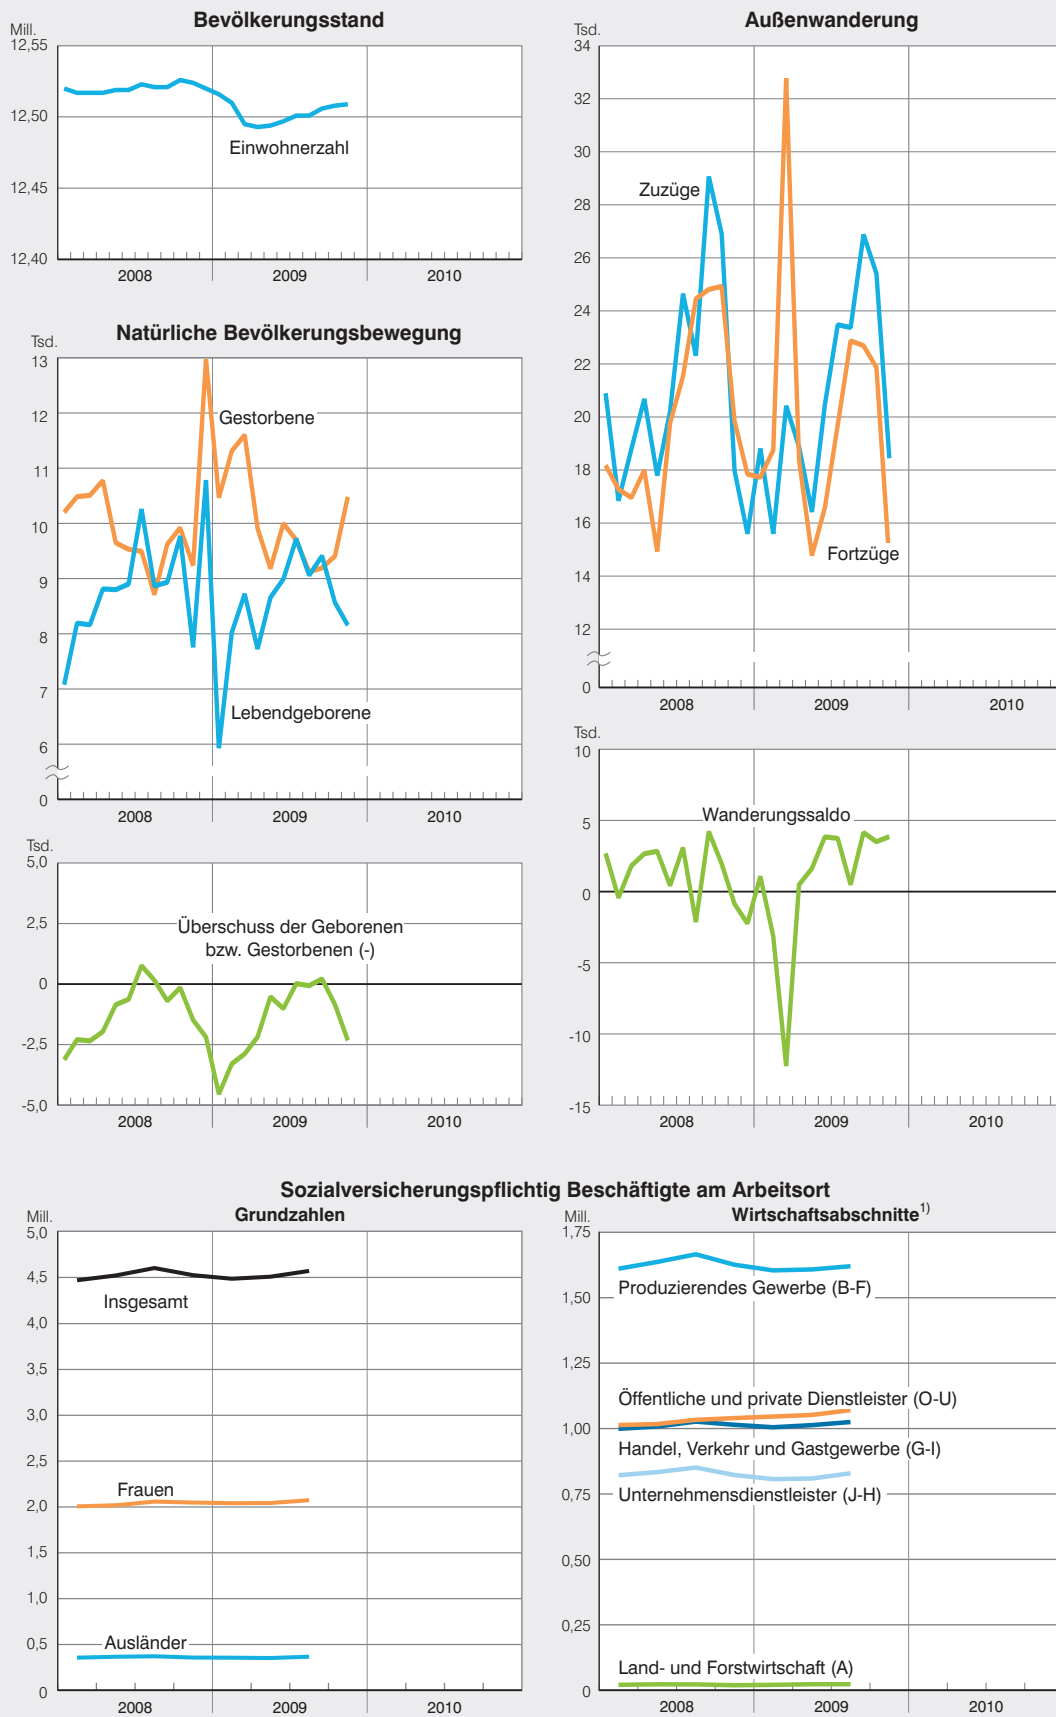 Bevölkerungsstand
Mill.
12,55
12,50
12,45
12,40
Einwohnerzahl
2008 2009 2010
Natürliche Bevölkerungsbewegung
Tsd.
13
12
11
10
9
8
7
6
0
Gestorbene
Lebendgeborene
2008 2009 2010
Tsd.
5,0
2,5
0
-2,5
-5,0
Überschuss der Geborenen
bzw. Gestorbenen (-)
2008 2009 2010
Außenwanderung
Tsd.
34
32
30
28
26
24
22
20
18
16
14
12
0
Zuzüge
Fortzüge
2008 2009 2010
Tsd.
10
5
0
-5
-10
-15
Wanderungssaldo
2008 2009 2010
Sozialversicherungspflichtig Beschäftigte am Arbeitsort
Grundzahlen
Mill.
5,0
4,5
4,0
3,5
3,0
2,5
2,0
1,5
1,0
0,5
0
Insgesamt
Frauen
Ausländer
2008 2009 2010
Wirtschaftsabschnitte1)
Mill.
1,75
1,50
1,25
1,00
0,75
0,50
0,25
0
Produzierendes Gewerbe (B-F)
Öffentliche und private Dienstleister (O-U)
Handel, Verkehr und Gastgewerbe (G-I)
Unternehmensdienstleister (J-H)
Land- und Forstwirtschaft (A)
2008 2009 2010